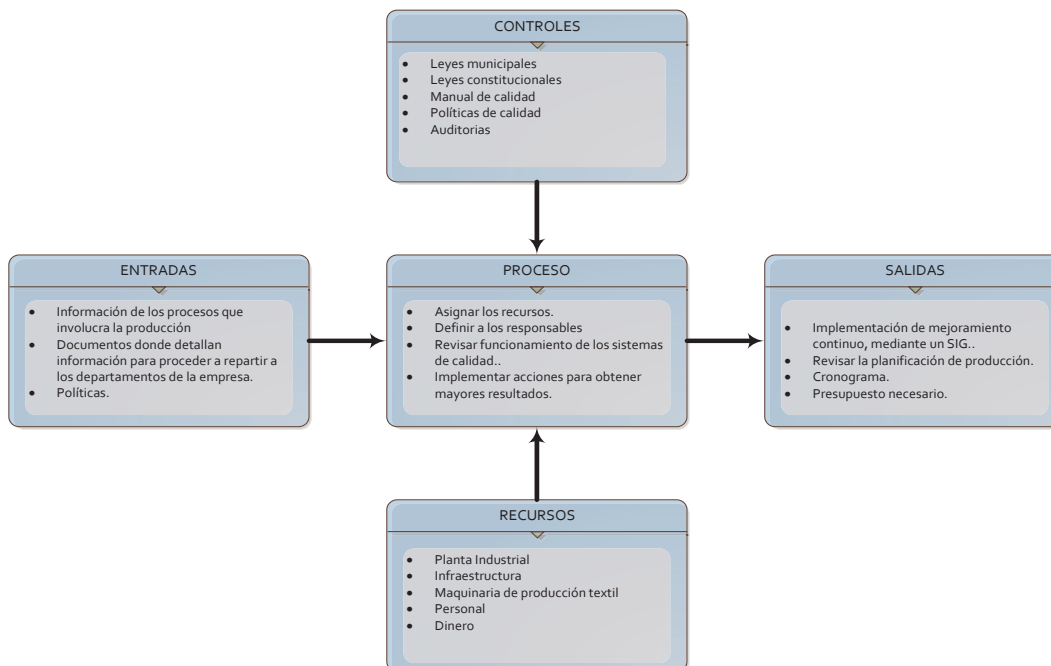 CONTROLES
• Leyes municipales
• Leyes constitucionales
• Manual de calidad
• Políticas de calidad
• Auditorias
ENTRADAS
• Información de los procesos que
involucra la producción
• Documentos donde detallan
información para proceder a repartir a
los departamentos de la empresa.
• Políticas.
PROCESO
• Asignar los recursos.
• Definir a los responsables
• Revisar funcionamiento de los sistemas
de calidad..
• Implementar acciones para obtener
mayores resultados.
SALIDAS
• Implementación de mejoramiento
continuo, mediante un SIG..
• Revisar la planificación de producción.
• Cronograma.
• Presupuesto necesario.
RECURSOS
• Planta Industrial
• Infraestructura
• Maquinaria de producción textil
• Personal
• Dinero